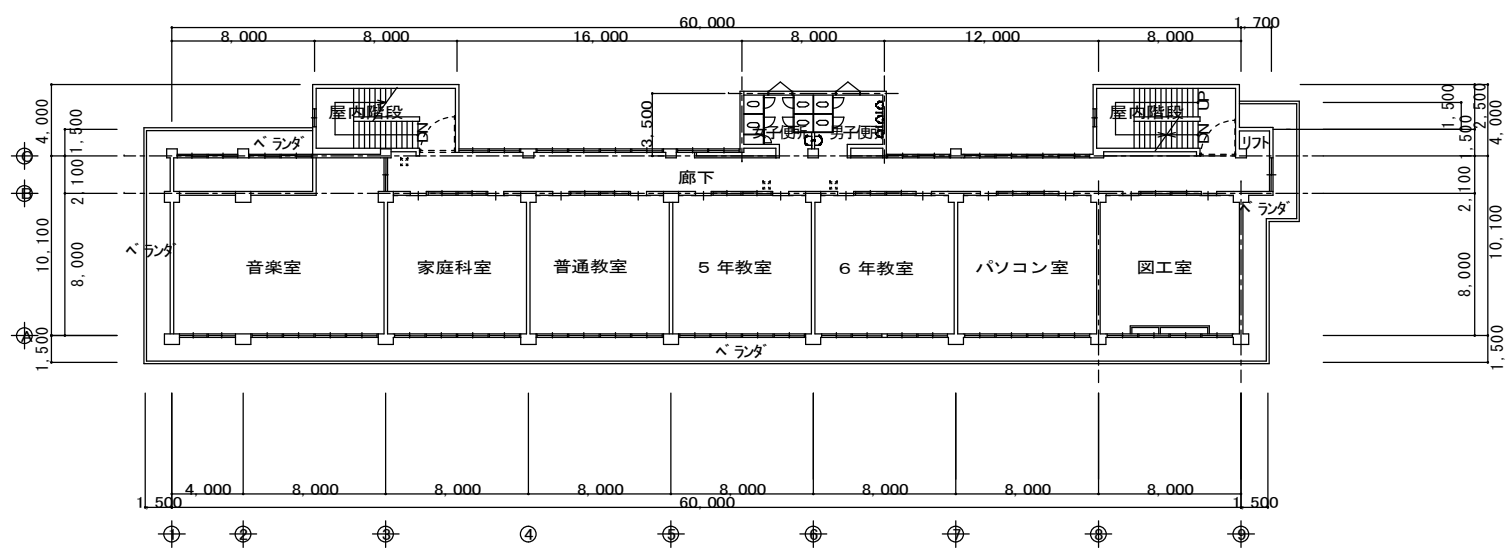 60,000 1,700
8,000 8,000 16,000 8,000 12,000 8,000
4,000 1,500 2,100 10,100 8,000 1,500
屋内階段 DN
3,500
女子便所 男子便所
屋内階段 UP DN
リフト
1,500 2,500 1,500 4,000 2,100 10,100 8,000 1,500
ベランダ
廊下
ベランダ
ベランダ
音楽室 家庭科室 普通教室 5年教室 6年教室 パソコン室 図工室
ベランダ
4,000 8,000 8,000 8,000 8,000 8,000 8,000 8,000
1,500 60,000 1,500
① ② ③ ④ ⑤ ⑥ ⑦ ⑧ ⑨